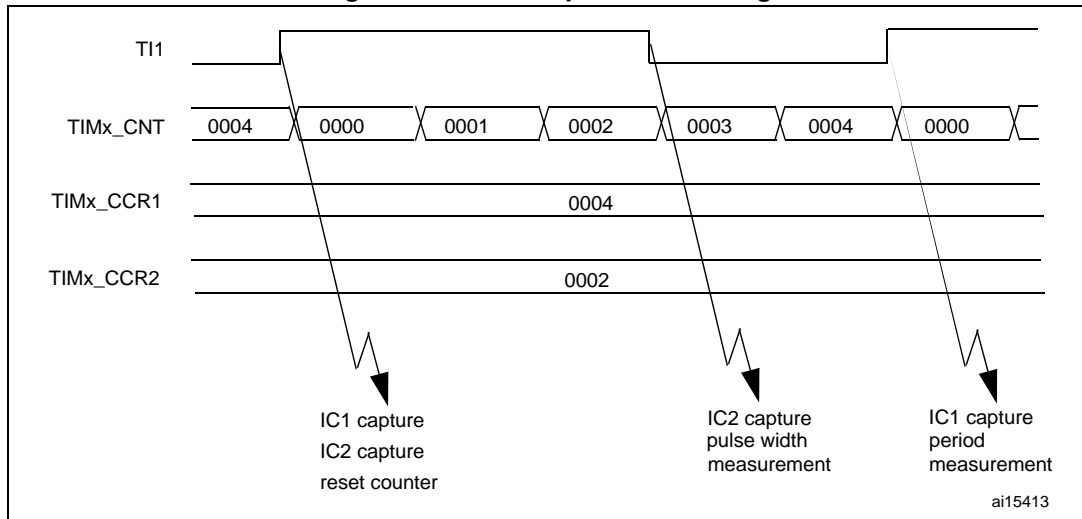 TI1
TIMx_CNT 0004 0000 0001 0002 0003 0004 0000
TIMx_CCR1 0004
TIMx_CCR2 0002
IC1 capture
IC2 capture
reset counter
IC2 capture
pulse width
measurement
IC1 capture
period
measurement
ai15413